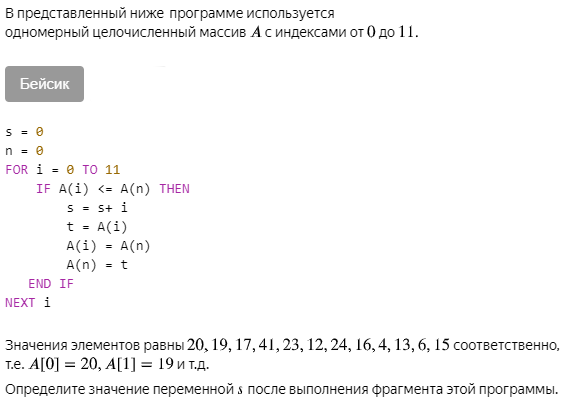 В представленный ниже программе используется
одномерный целочисленный массив A с индексами от 0 до 11.
Бейсик
s = 0
n = 0
FOR i = 0 TO 11
    IF A(i) <= A(n) THEN
        s = s+ i
        t = A(i)
        A(i) = A(n)
        A(n) = t
   END IF
NEXT i
Значения элементов равны 20, 19, 17, 41, 23, 12, 24, 16, 4, 13, 6, 15 соответственно,
т.е. A[0] = 20, A[1] = 19 и т.д.
Определите значение переменной s после выполнения фрагмента этой программы.